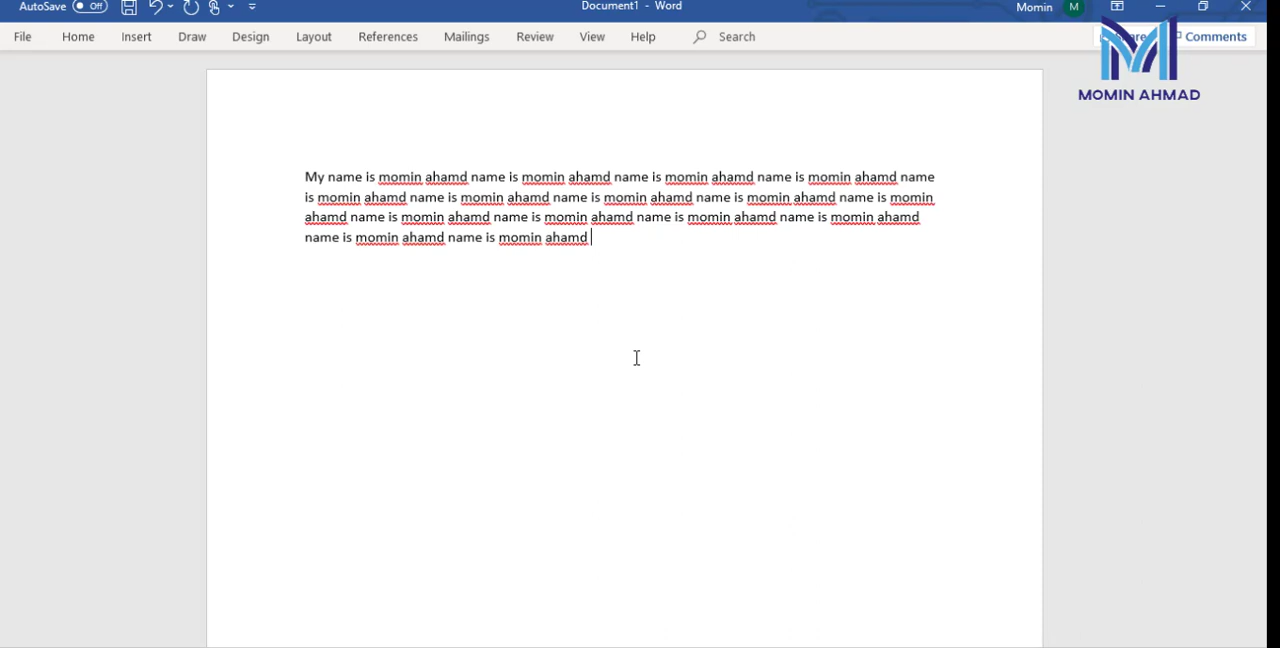 AutoSave Off Document1 - Word Momin M
File Home Insert Draw Design Layout References Mailings Review View Help Search Share Comments
MOMIN AHMAD
My name is momin ahamd name is momin ahamd name is momin ahamd name is momin ahamd name
is momin ahamd name is momin ahamd name is momin ahamd name is momin ahamd name is momin
ahamd name is momin ahamd name is momin ahamd name is momin ahamd name is momin ahamd
name is momin ahamd name is momin ahamd